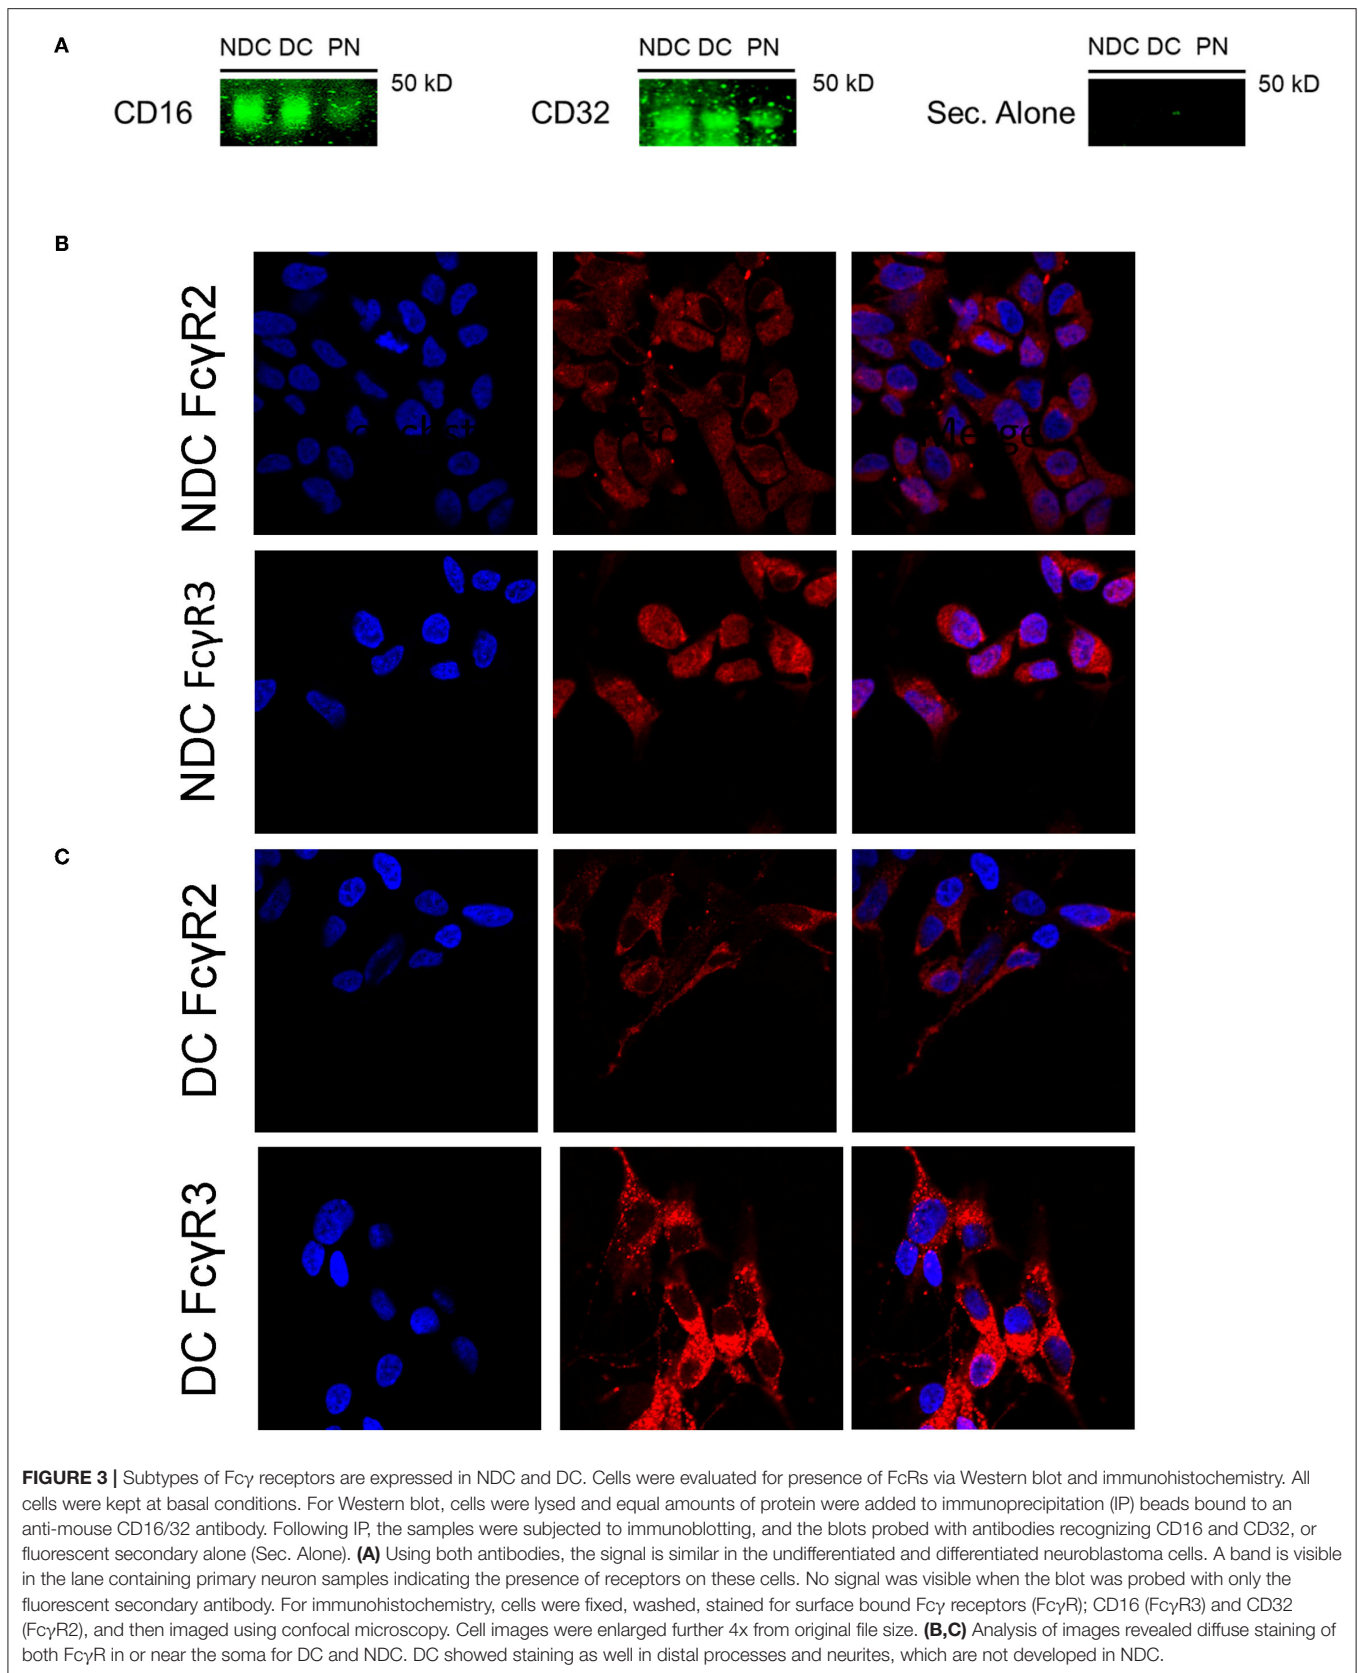 A
NDC DC PN
50 kD
CD16
NDC DC PN
50 kD
CD32
NDC DC PN
50 kD
Sec. Alone
B
NDC FcγR2
Merge
NDC FcγR3
C
DC FcγR2
DC FcγR3
FIGURE 3 | Subtypes of Fcγ receptors are expressed in NDC and DC. Cells were evaluated for presence of FcRs via Western blot and immunohistochemistry. All
cells were kept at basal conditions. For Western blot, cells were lysed and equal amounts of protein were added to immunoprecipitation (IP) beads bound to an
anti-mouse CD16/32 antibody. Following IP, the samples were subjected to immunoblotting, and the blots probed with antibodies recognizing CD16 and CD32, or
fluorescent secondary alone (Sec. Alone). (A) Using both antibodies, the signal is similar in the undifferentiated and differentiated neuroblastoma cells. A band is visible
in the lane containing primary neuron samples indicating the presence of receptors on these cells. No signal was visible when the blot was probed with only the
fluorescent secondary antibody. For immunohistochemistry, cells were fixed, washed, stained for surface bound Fcγ receptors (FcγR); CD16 (FcγR3) and CD32
(FcγR2), and then imaged using confocal microscopy. Cell images were enlarged further 4x from original file size. (B,C) Analysis of images revealed diffuse staining of
both FcγR in or near the soma for DC and NDC. DC showed staining as well in distal processes and neurites, which are not developed in NDC.